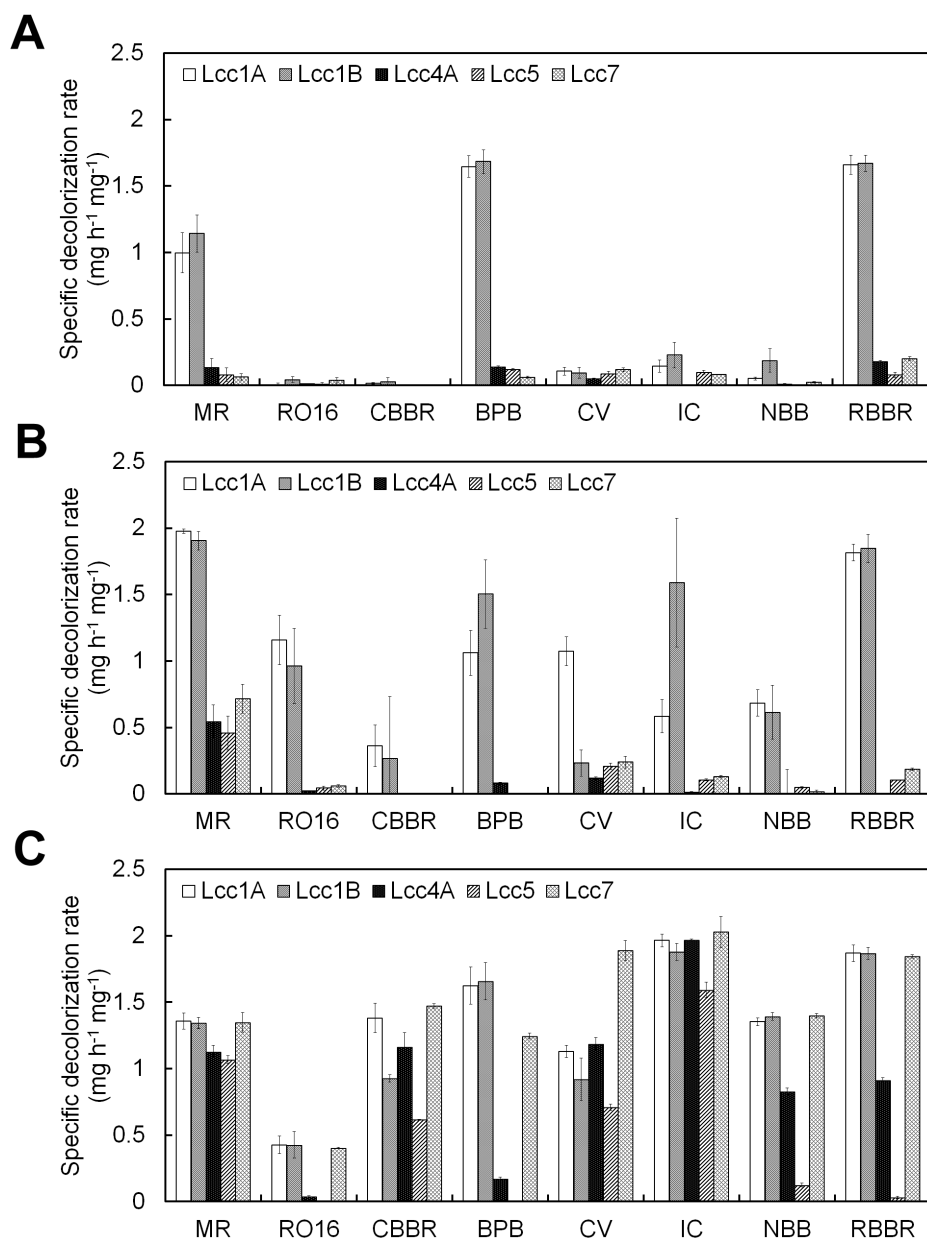 A
Specific decolorization rate
(mg h⁻¹ mg⁻¹)
2.5
2
1.5
1
0.5
0
Lcc1A Lcc1B Lcc4A Lcc5 Lcc7
MR RO16 CBBR BPB CV IC NBB RBBR
B
Specific decolorization rate
(mg h⁻¹ mg⁻¹)
2.5
2
1.5
1
0.5
0
Lcc1A Lcc1B Lcc4A Lcc5 Lcc7
MR RO16 CBBR BPB CV IC NBB RBBR
C
Specific decolorization rate
(mg h⁻¹ mg⁻¹)
2.5
2
1.5
1
0.5
0
Lcc1A Lcc1B Lcc4A Lcc5 Lcc7
MR RO16 CBBR BPB CV IC NBB RBBR